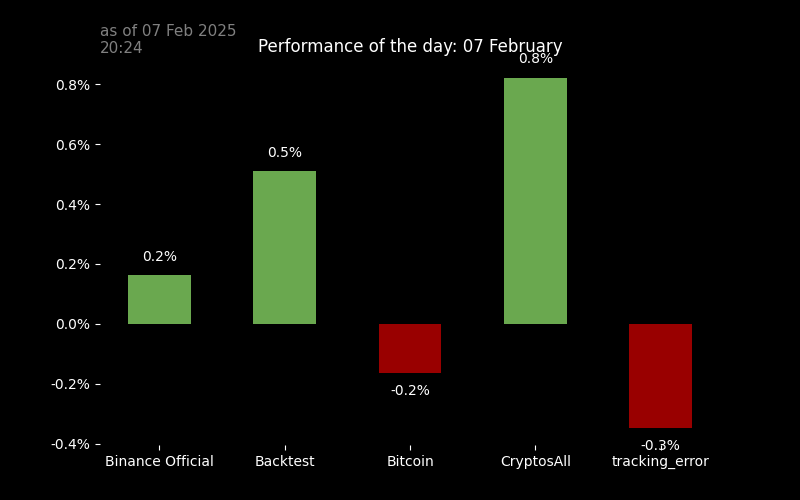 as of 07 Feb 2025
20:24
Performance of the day: 07 February
0.8%
0.6%
0.4%
0.2%
0.0%
-0.2%
-0.4%
0.2%
0.5%
-0.2%
0.8%
-0.3%
Binance Official
Backtest
Bitcoin
CryptosAll
tracking_error